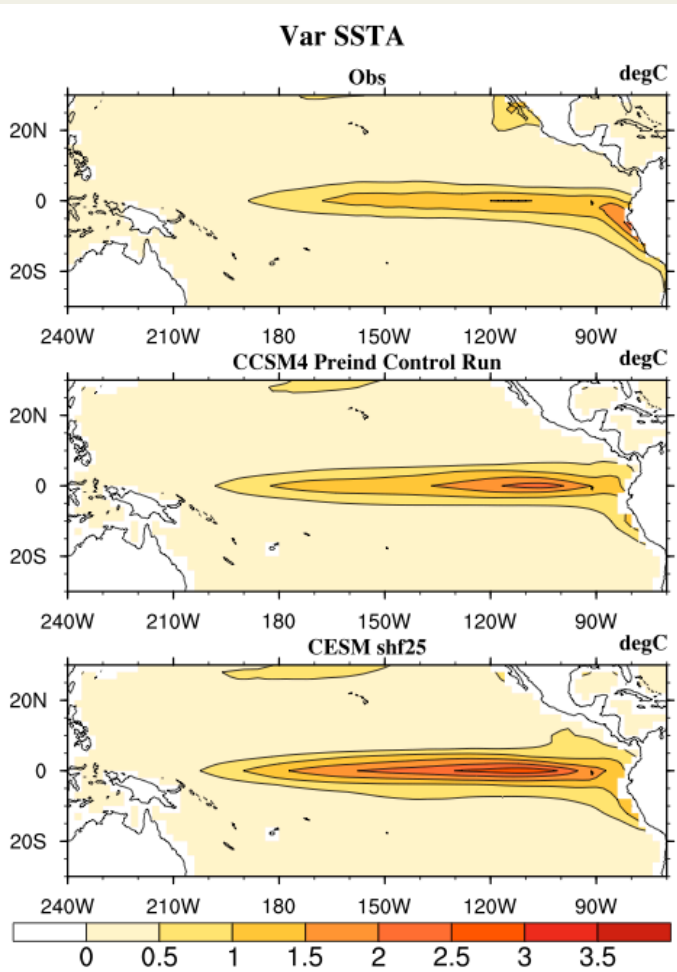 Var SSTA
Obs degC
20N
0
20S
240W 210W 180 150W 120W 90W
CCSM4 Preind Control Run degC
20N
0
20S
240W 210W 180 150W 120W 90W
CESM shf25 degC
20N
0
20S
240W 210W 180 150W 120W 90W
0 0.5 1 1.5 2 2.5 3 3.5